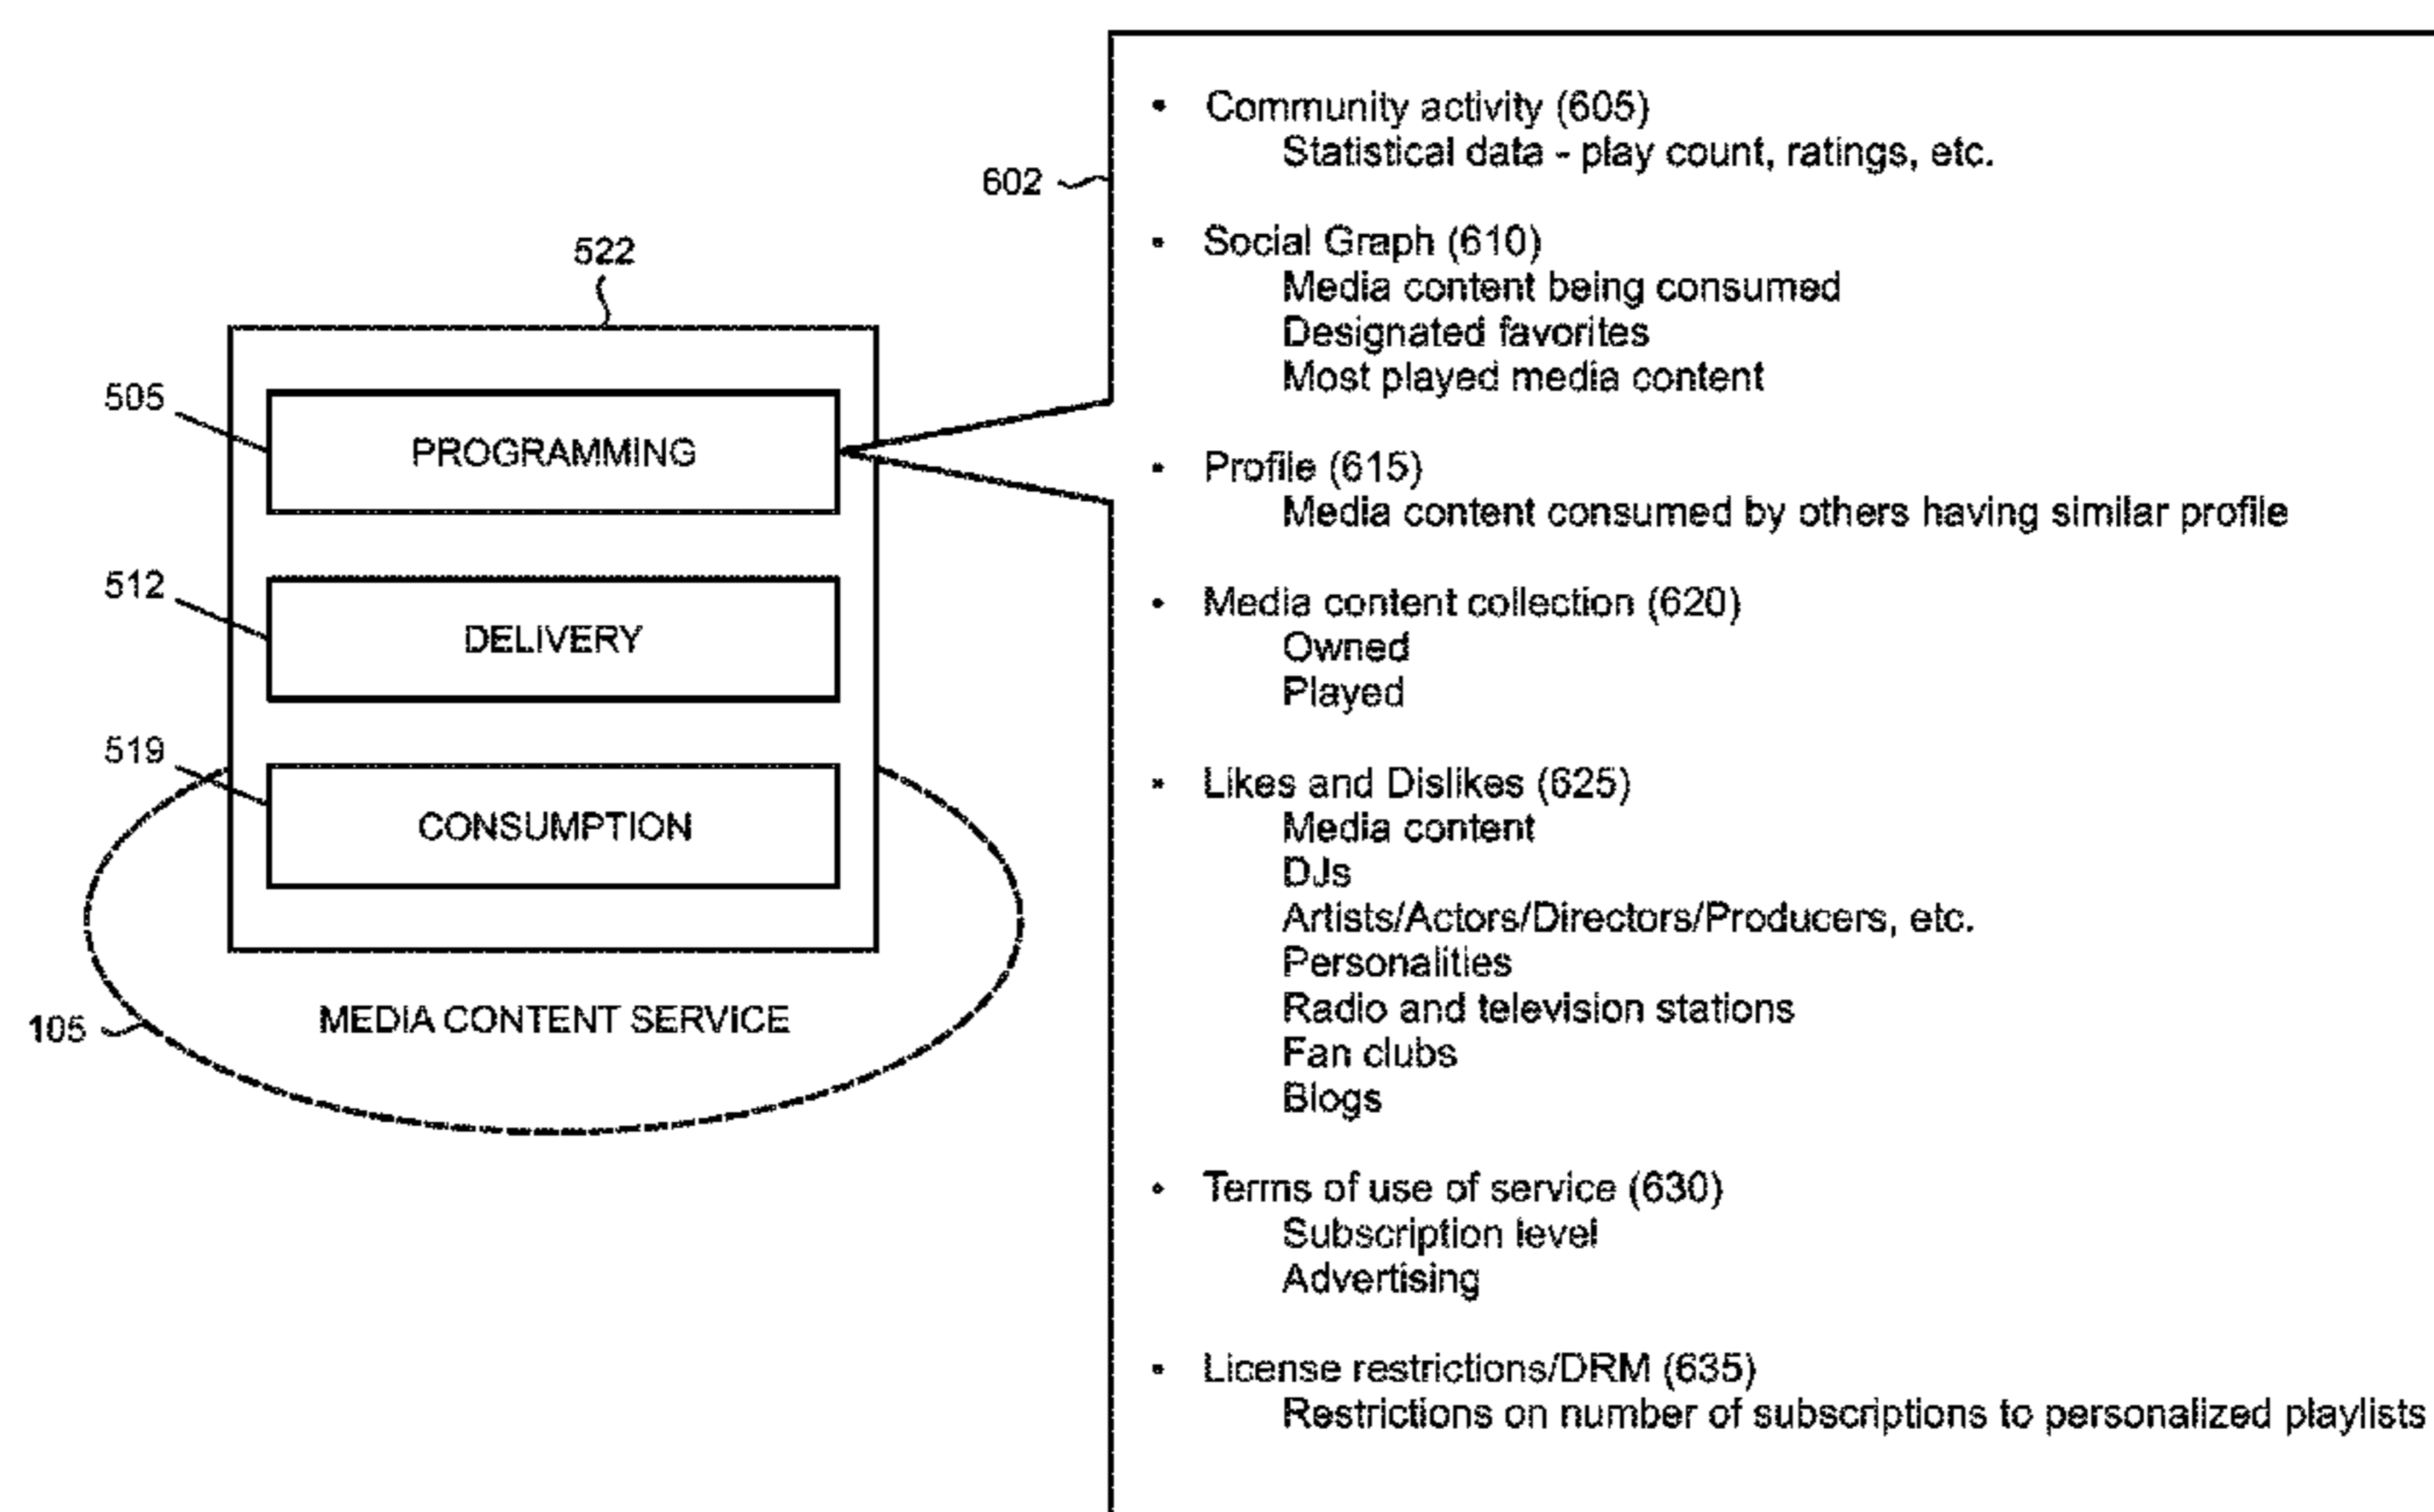 522
505
PROGRAMMING
512
DELIVERY
519
CONSUMPTION
105
MEDIA CONTENT SERVICE
602
• Community activity (605)
Statistical data - play count, ratings, etc.
• Social Graph (610)
Media content being consumed
Designated favorites
Most played media content
• Profile (615)
Media content consumed by others having similar profile
• Media content collection (620)
Owned
Played
• Likes and Dislikes (625)
Media content
DJs
Artists/Actors/Directors/Producers, etc.
Personalities
Radio and television stations
Fan clubs
Blogs
• Terms of use of service (630)
Subscription level
Advertising
• License restrictions/DRM (635)
Restrictions on number of subscriptions to personalized playlists